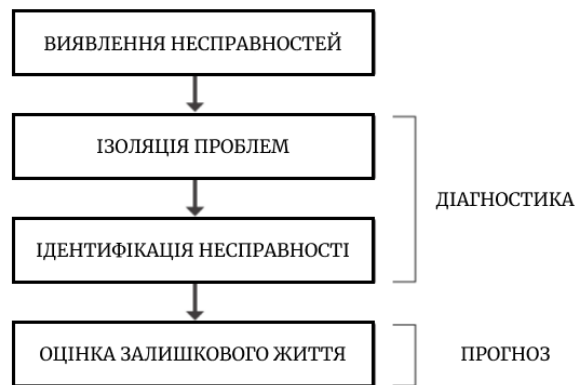 ВИЯВЛЕННЯ НЕСПРАВНОСТЕЙ
ІЗОЛЯЦІЯ ПРОБЛЕМ
ДІАГНОСТИКА
ІДЕНТИФІКАЦІЯ НЕСПРАВНОСТІ
ОЦІНКА ЗАЛИШКОВОГО ЖИТТЯ
ПРОГНОЗ